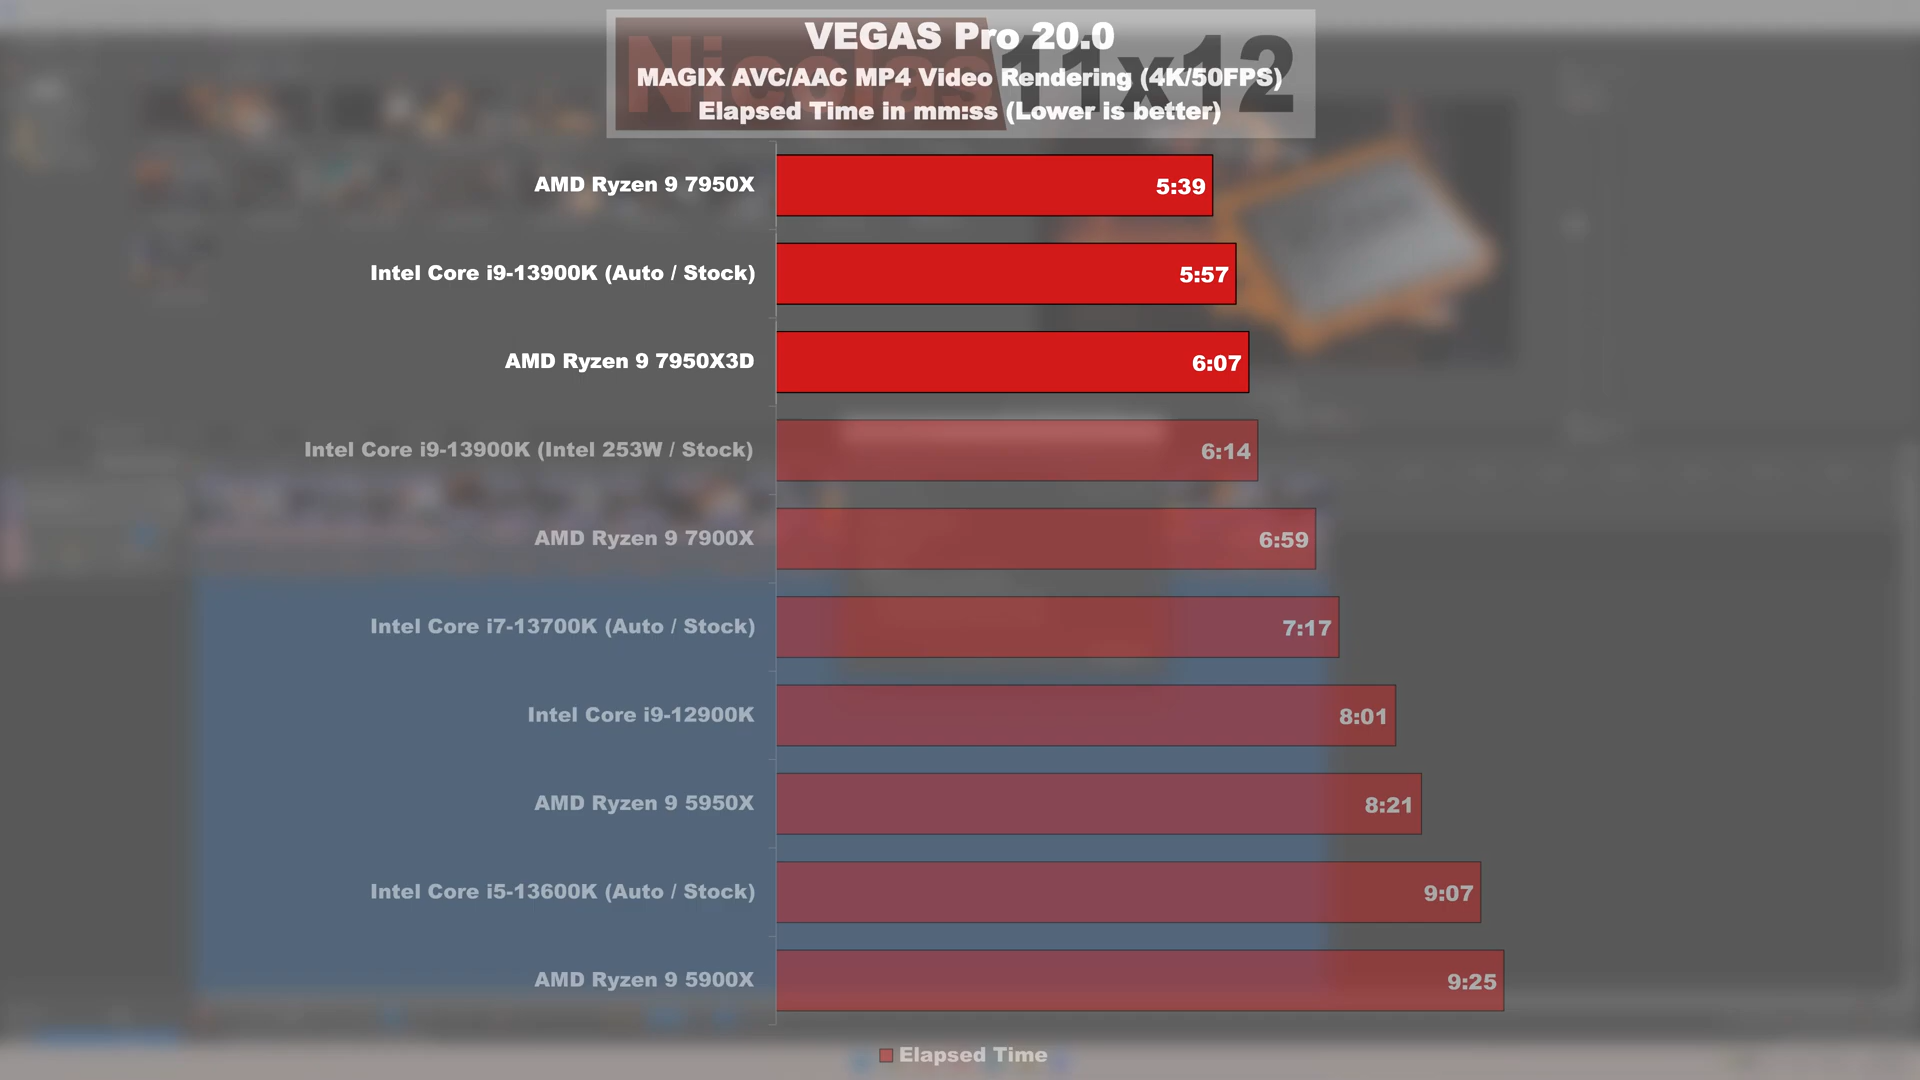 Nicolas11x12
VEGAS Pro 20.0
MAGIX AVC/AAC MP4 Video Rendering (4K/50FPS)
Elapsed Time in mm:ss (Lower is better)
AMD Ryzen 9 7950X 5:39
Intel Core i9-13900K (Auto / Stock) 5:57
AMD Ryzen 9 7950X3D 6:07
Intel Core i9-13900K (Intel 253W / Stock) 6:14
AMD Ryzen 9 7900X 6:59
Intel Core i7-13700K (Auto / Stock) 7:17
Intel Core i9-12900K 8:01
AMD Ryzen 9 5950X 8:21
Intel Core i5-13600K (Auto / Stock) 9:07
AMD Ryzen 9 5900X 9:25
Elapsed Time